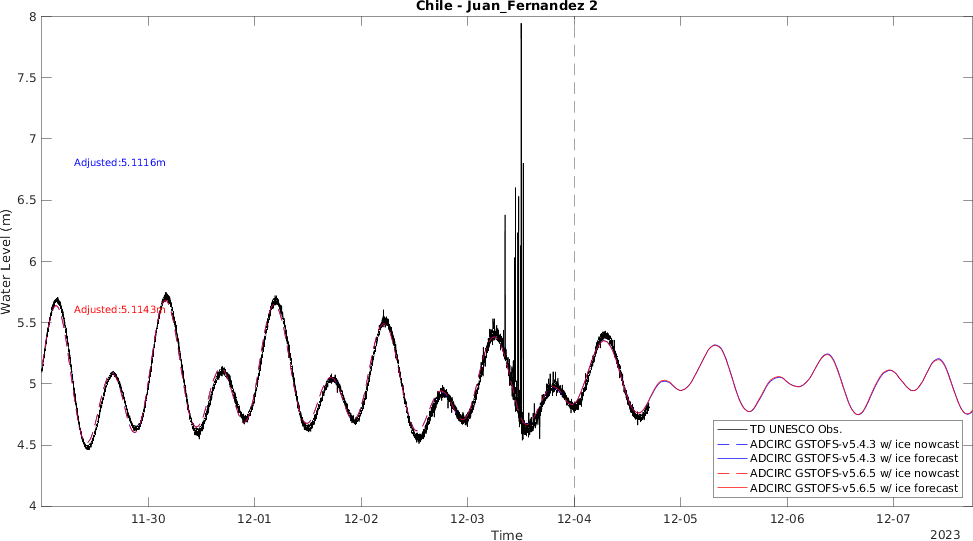 Chile - Juan_Fernandez 2
8
7.5
7
6.5
6
5.5
5
4.5
4
Water Level (m)
Adjusted:5.1116m
Adjusted:5.1143m
TD UNESCO Obs.
ADCIRC GSTOFS-v5.4.3 w/ ice nowcast
ADCIRC GSTOFS-v5.4.3 w/ ice forecast
ADCIRC GSTOFS-v5.6.5 w/ ice nowcast
ADCIRC GSTOFS-v5.6.5 w/ ice forecast
11-30 12-01 12-02 12-03 12-04 12-05 12-06 12-07
Time
2023